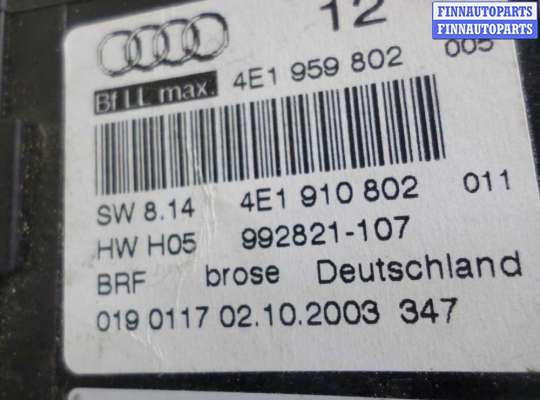 FINNAUTOPARTS
FINNAUTOPARTS
12
Bf LL max. 4E1 959 802 005
SW 8.14 4E1 910 802 011
HW H05 992821-107
BRF brose Deutschland
019 0117 02.10.2003 347